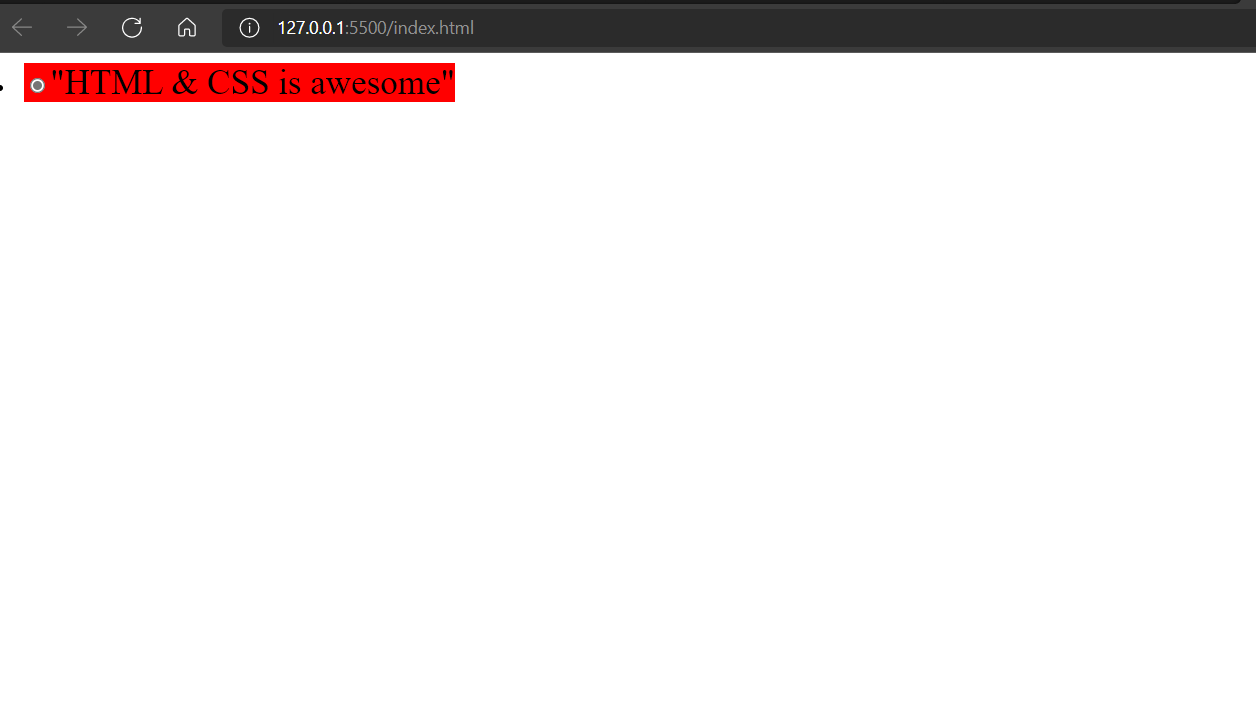 127.0.0.1:5500/index.html
"HTML & CSS is awesome"